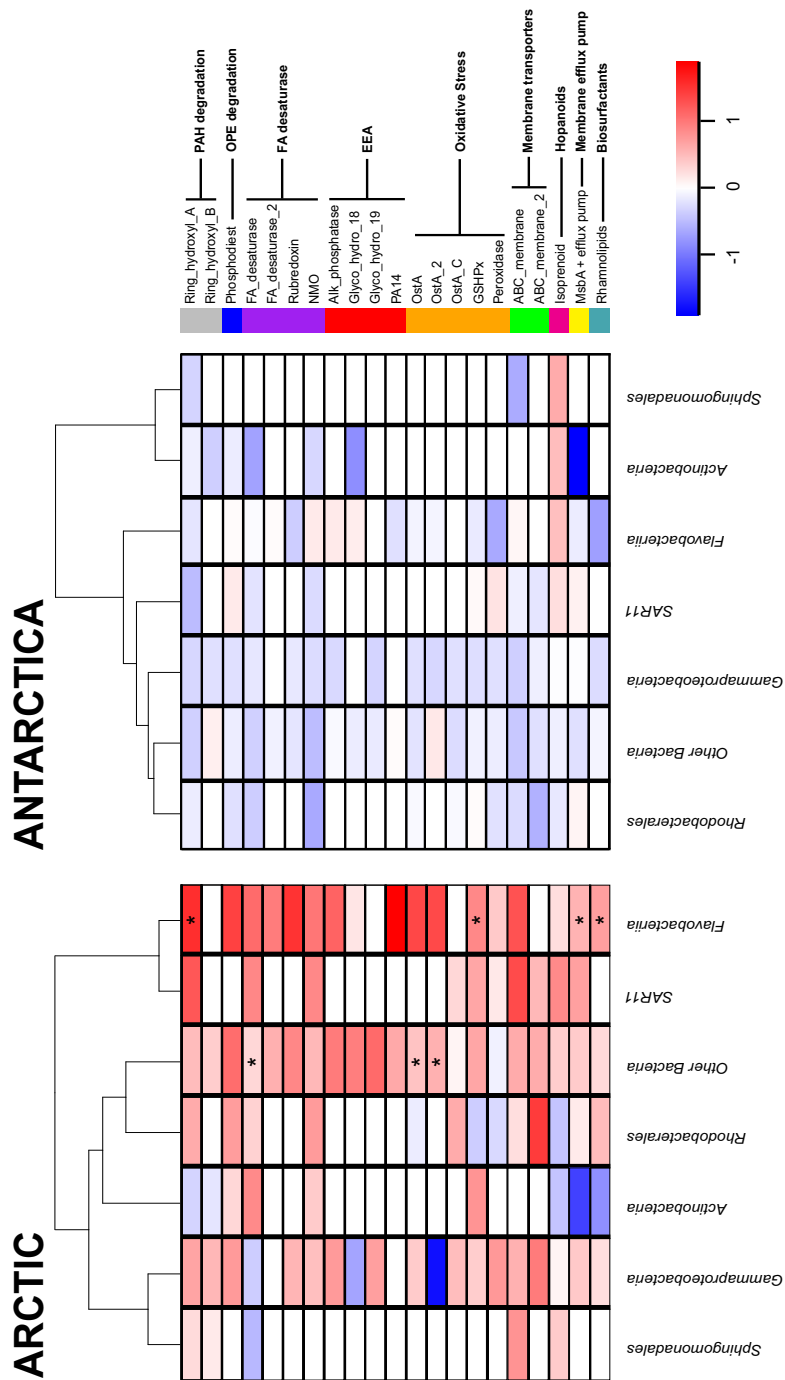 ARCTIC
ANTARCTICA
Ring_hydroxyl_A
Ring_hydroxyl_B
Phosphodiest
FA_desaturase
FA_desaturase_2
Rubredoxin
NMO
Alk_phosphatase
Glyco_hydro_18
Glyco_hydro_19
PA14
OstA
OstA_2
OstA_C
GSHPx
Peroxidase
ABC_membrane
ABC_membrane_2
Isoprenoid
MsbA + efflux pump
Rhamnolipids
PAH degradation
OPE degradation
FA desaturase
EEA
Oxidative Stress
Membrane transporters
Hopanoids
Membrane efflux pump
Biosurfactants
* * * *
* * *
Singomonadales
Gammaproteobacteria
Actinobacteria
Rhodobacterales
Other Bacteria
SAR11
Flavobacteriia
Rhodobacterales
Other Bacteria
Gammaproteobacteria
SAR11
Flavobacteriia
Actinobacteria
Sphingomonadales
-1 0 1